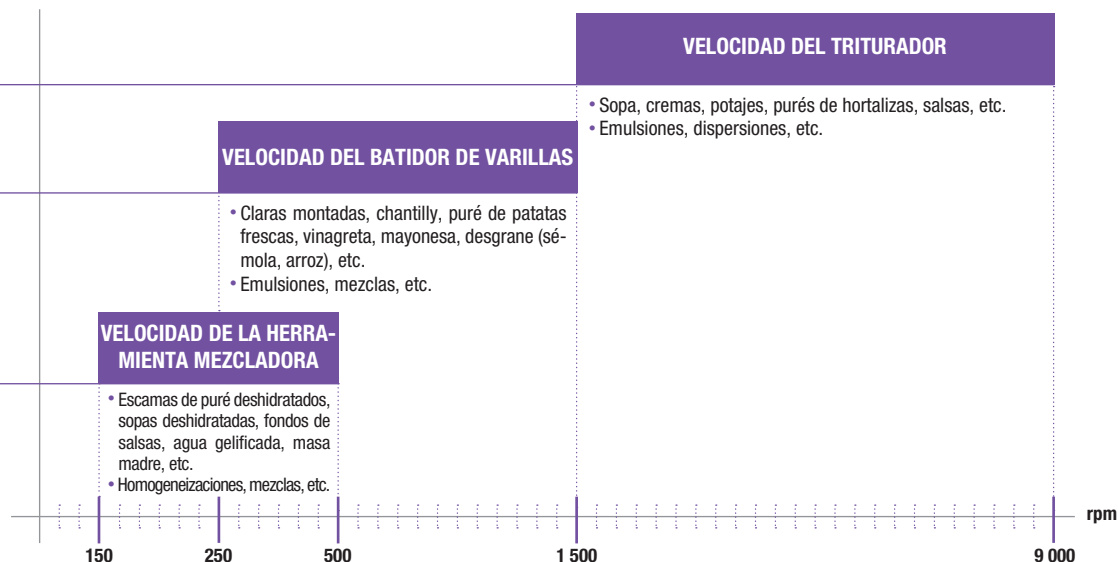 VELOCIDAD DEL TRITURADOR
• Sopa, cremas, potajes, purés de hortalizas, salsas, etc.
• Emulsiones, dispersiones, etc.
VELOCIDAD DEL BATIDOR DE VARILLAS
• Claras montadas, chantilly, puré de patatas
frescas, vinagreta, mayonesa, desgrane (sé-
mola, arroz), etc.
• Emulsiones, mezclas, etc.
VELOCIDAD DE LA HERRA-
MIENTA MEZCLADORA
• Escamas de puré deshidratados,
sopas deshidratadas, fondos de
salsas, agua gelificada, masa
madre, etc.
• Homogeneizaciones, mezclas, etc.
rpm
150 250 500 1 500 9 000